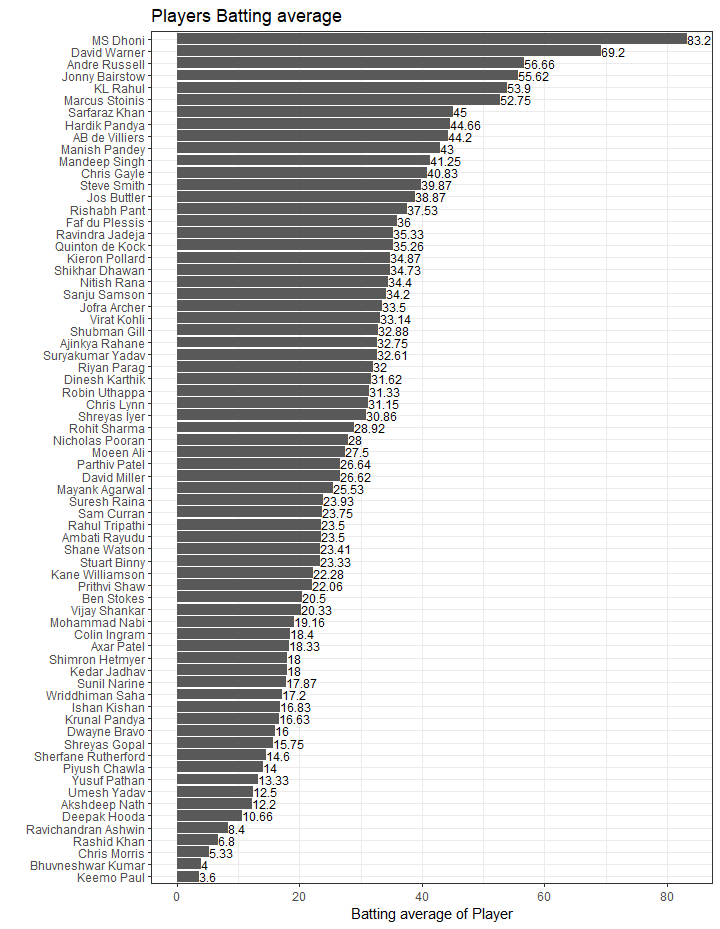 Players Batting average
MS Dhoni 83.2
David Warner 69.2
Andre Russell 56.66
Jonny Bairstow 55.62
KL Rahul 53.9
Marcus Stoinis 52.75
Sarfaraz Khan 45
Hardik Pandya 44.66
AB de Villiers 44.2
Manish Pandey 43
Mandeep Singh 41.25
Chris Gayle 40.83
Steve Smith 39.87
Jos Buttler 38.87
Rishabh Pant 37.53
Faf du Plessis 36
Ravindra Jadeja 35.33
Quinton de Kock 35.26
Kieron Pollard 34.87
Shikhar Dhawan 34.73
Nitish Rana 34.4
Sanju Samson 34.2
Jofra Archer 33.5
Virat Kohli 33.14
Shubman Gill 32.88
Ajinkya Rahane 32.75
Suryakumar Yadav 32.61
Riyan Parag 32
Dinesh Karthik 31.62
Robin Uthappa 31.33
Chris Lynn 31.15
Shreyas Iyer 30.86
Rohit Sharma 28.92
Nicholas Pooran 28
Moeen Ali 27.5
Parthiv Patel 26.64
David Miller 26.62
Mayank Agarwal 25.53
Suresh Raina 23.93
Sam Curran 23.75
Rahul Tripathi 23.5
Ambati Rayudu 23.5
Shane Watson 23.41
Stuart Binny 23.33
Kane Williamson 22.28
Prithvi Shaw 22.06
Ben Stokes 20.5
Vijay Shankar 20.33
Mohammad Nabi 19.16
Colin Ingram 18.4
Axar Patel 18.33
Shimron Hetmyer 18
Kedar Jadhav 18
Sunil Narine 17.87
Wriddhiman Saha 17.2
Ishan Kishan 16.83
Krunal Pandya 16.63
Dwayne Bravo 16
Shreyas Gopal 15.75
Sherfane Rutherford 14.6
Piyush Chawla 14
Yusuf Pathan 13.33
Umesh Yadav 12.5
Akshdeep Nath 12.2
Deepak Hooda 10.66
Ravichandran Ashwin 8.4
Rashid Khan 6.8
Chris Morris 5.33
Bhuvneshwar Kumar 4
Keemo Paul 3.6
0 20 40 60 80
Batting average of Player